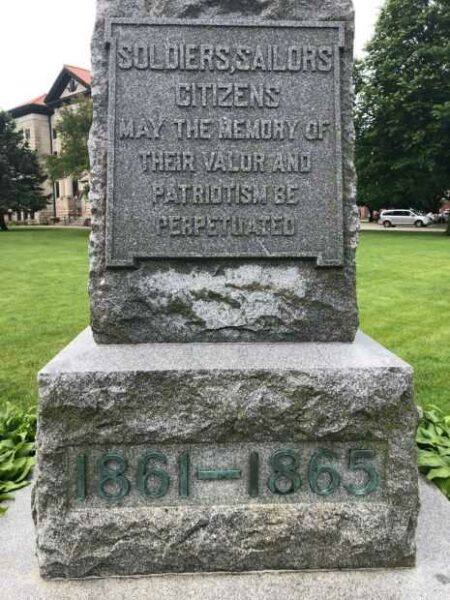 SOLDIERS,SAILORS
CITIZENS
MAY THE MEMORY OF
THEIR VALOR AND
PATRIOTISM BE
PERPETUATED
1861-1865